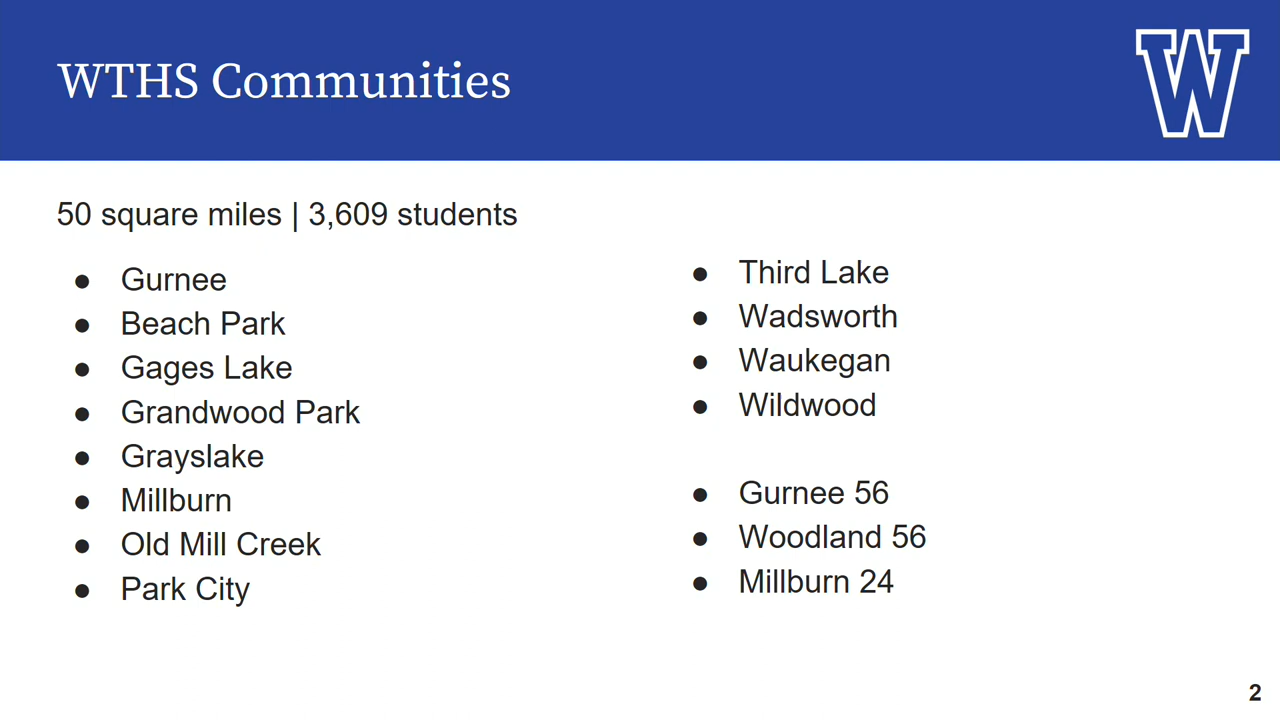 WTHS Communities
W
50 square miles | 3,609 students
● Gurnee
● Beach Park
● Gages Lake
● Grandwood Park
● Grayslake
● Millburn
● Old Mill Creek
● Park City
● Third Lake
● Wadsworth
● Waukegan
● Wildwood
● Gurnee 56
● Woodland 56
● Millburn 24
2